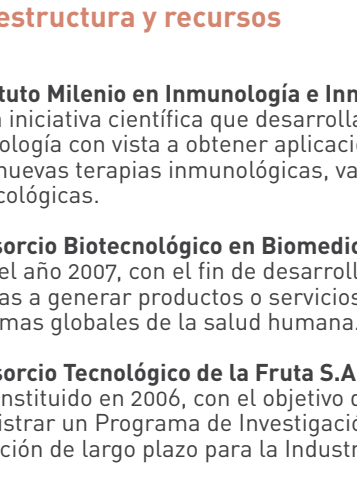 estructura y recursos
tuto Milenio en Inmunología e Inn
iniciativa científica que desarrolla
ología con vista a obtener aplicaci
nuevas terapias inmunológicas, va
cológicas.
sorcio Biotecnológico en Biomedic
el año 2007, con el fin de desarroll
as a generar productos o servicios
mas globales de la salud humana.
sorcio Tecnológico de la Fruta S.A
nstituido en 2006, con el objetivo d
istrar un Programa de Investigació
ción de largo plazo para la Industr